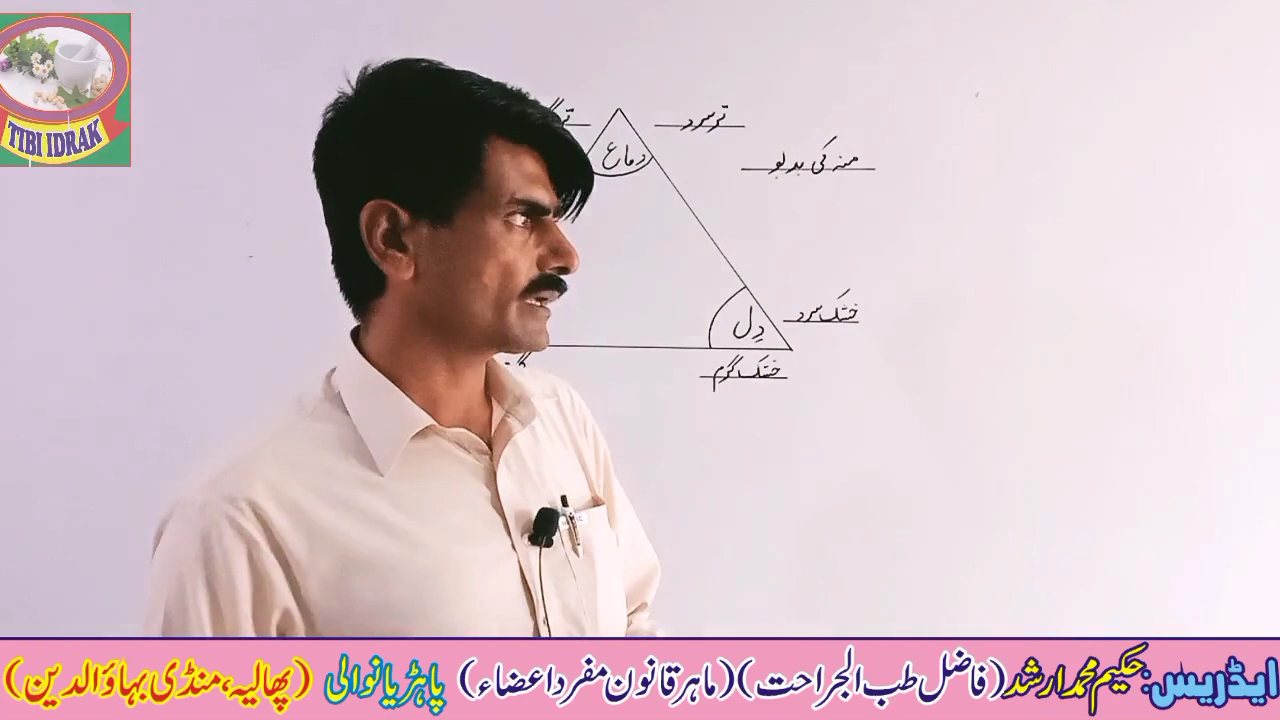 TIBI IDRAK
تر سرد
دماغ
منہ کی بدبو
خشک سرد
دل
خشک گرم
ایڈریس: حکیم محمد ارشد (فاضل طب الجراحت) (ماہر قانون مفرد اعضاء) پاہڑیانوالی (پھالیہ، منڈی بہاؤالدین)